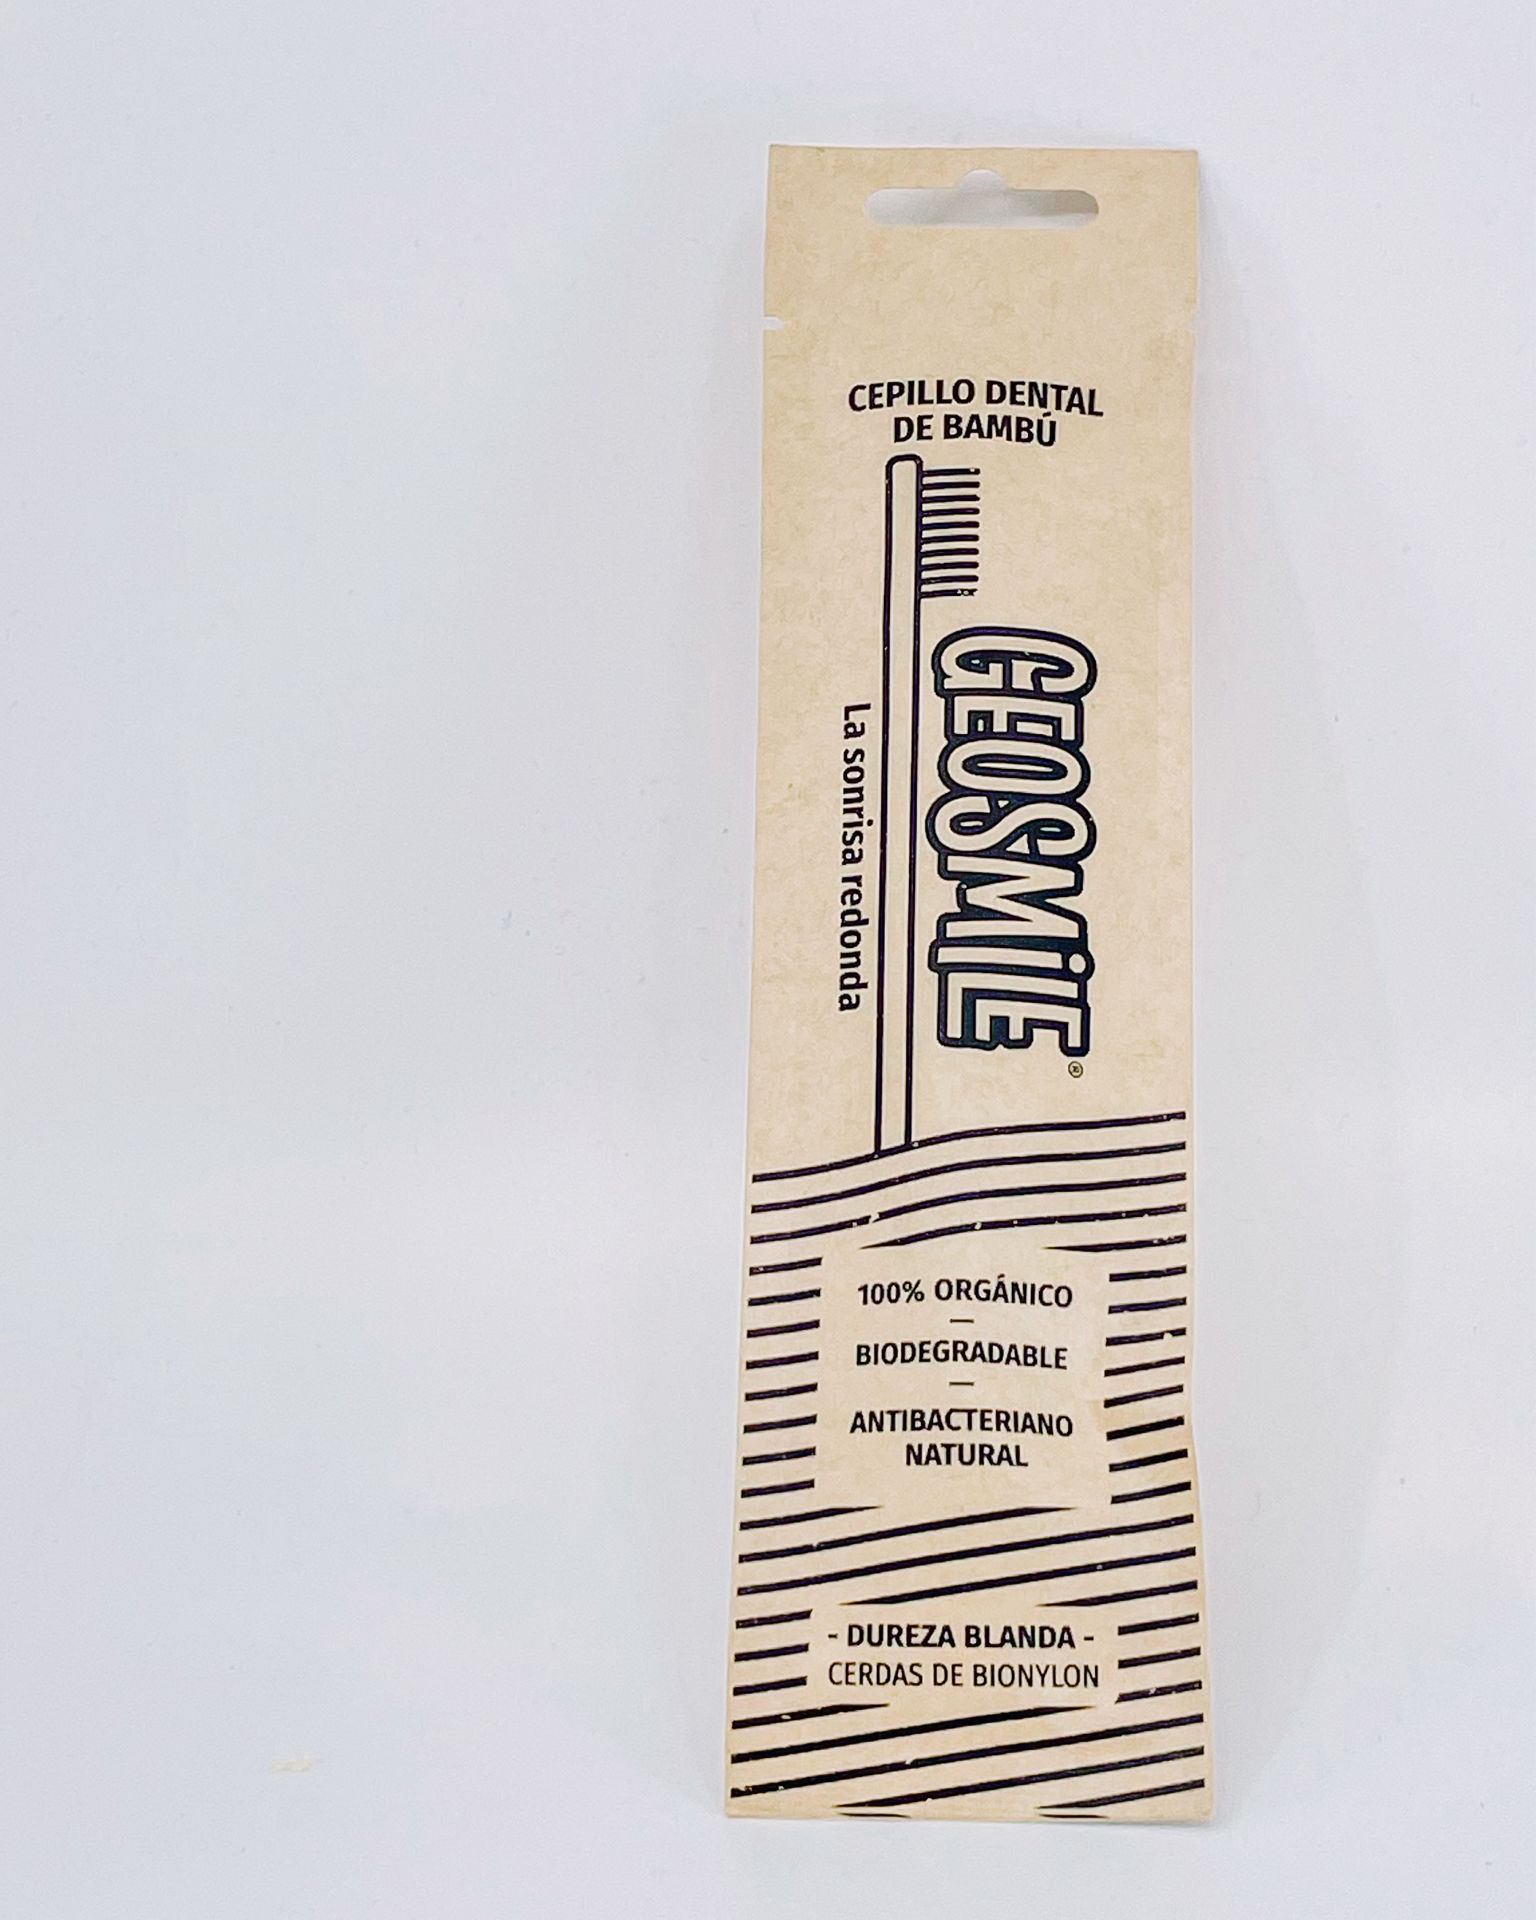 CEPILLO DENTAL
DE BAMBÚ
GEOSMiLE®
La sonrisa redonda
100% ORGÁNICO
—
BIODEGRADABLE
—
ANTIBACTERIANO
NATURAL
- DUREZA BLANDA -
CERDAS DE BIONYLON